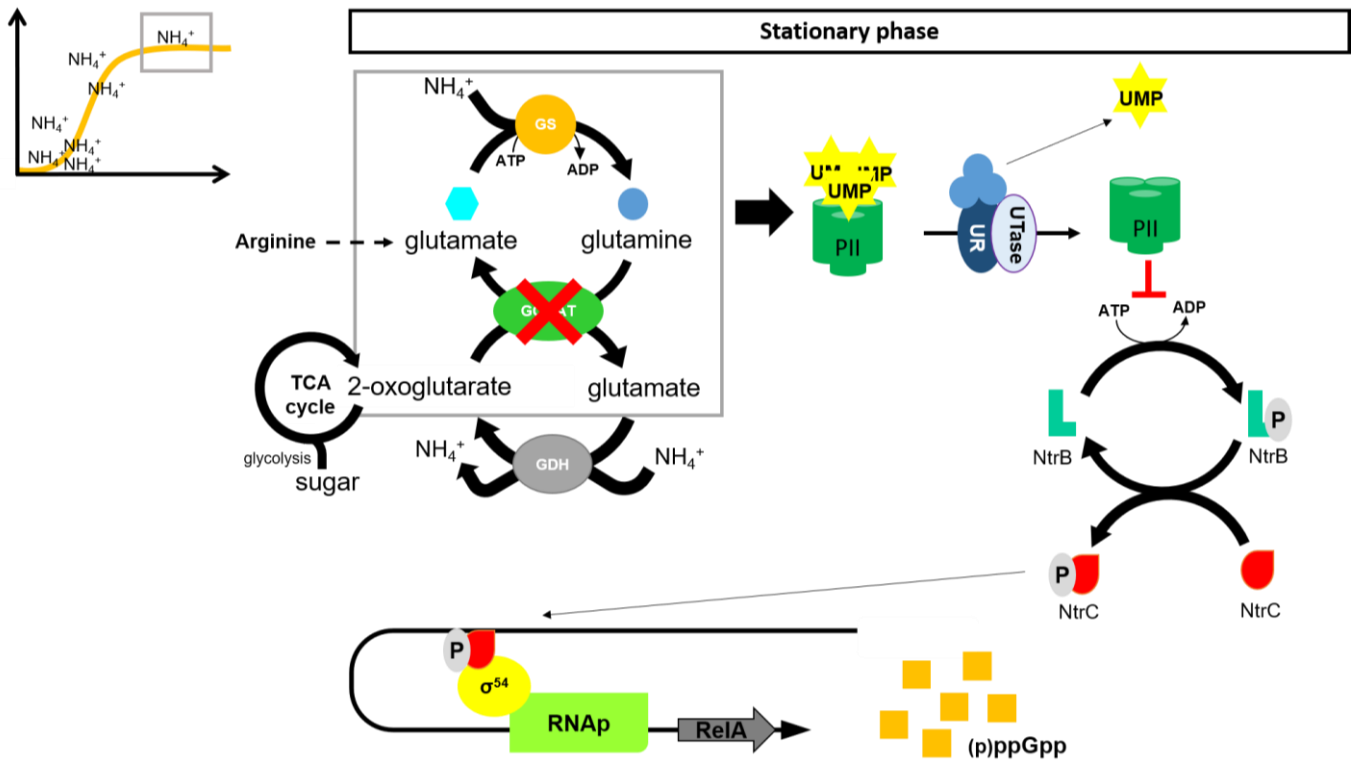 Stationary phase
NH₄⁺
NH₄⁺
NH₄⁺
NH₄⁺
NH₄⁺
NH₄⁺
NH₄⁺
NH₄⁺
GS
ATP
ADP
Arginine
glutamate
glutamine
TCA
cycle
2-oxoglutarate
glutamate
glycolysis
sugar
NH₄⁺
GDH
NH₄⁺
UMP
PII
UR
UTase
UMP
PII
ATP
ADP
NtrB
P
NtrB
P
NtrC
NtrC
P
σ⁵⁴
RNAp
RelA
(p)ppGpp